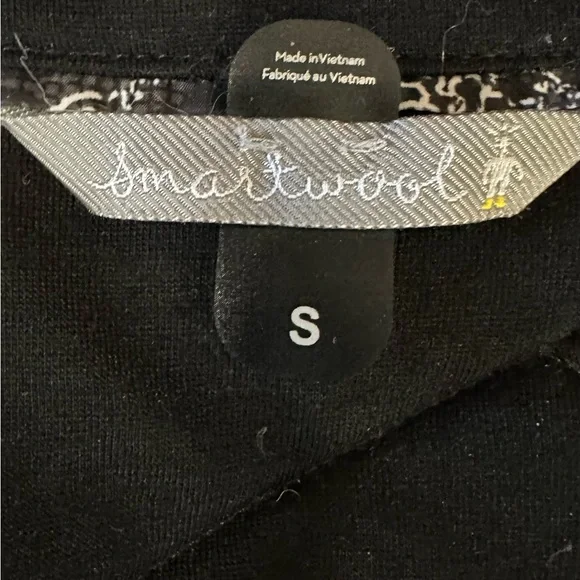 Made in Vietnam
Fabriqué au Vietnam
Smartwool
S